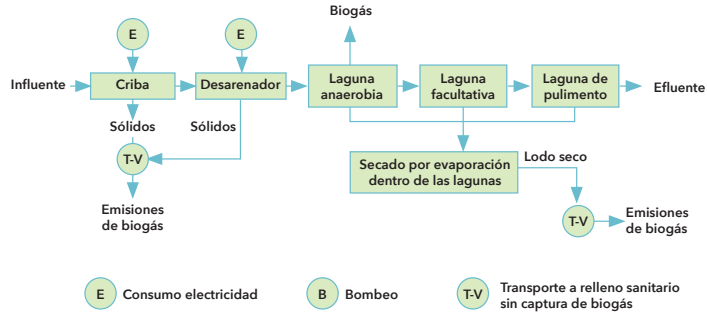 Biogás
E
E
Influente
Criba
Desarenador
Laguna
anaerobia
Laguna
facultativa
Laguna de
pulimento
Efluente
Sólidos
Sólidos
T-V
Secado por evaporación
dentro de las lagunas
Lodo seco
Emisiones
de biogás
T-V
Emisiones
de biogás
E
Consumo electricidad
B
Bombeo
T-V
Transporte a relleno sanitario
sin captura de biogás